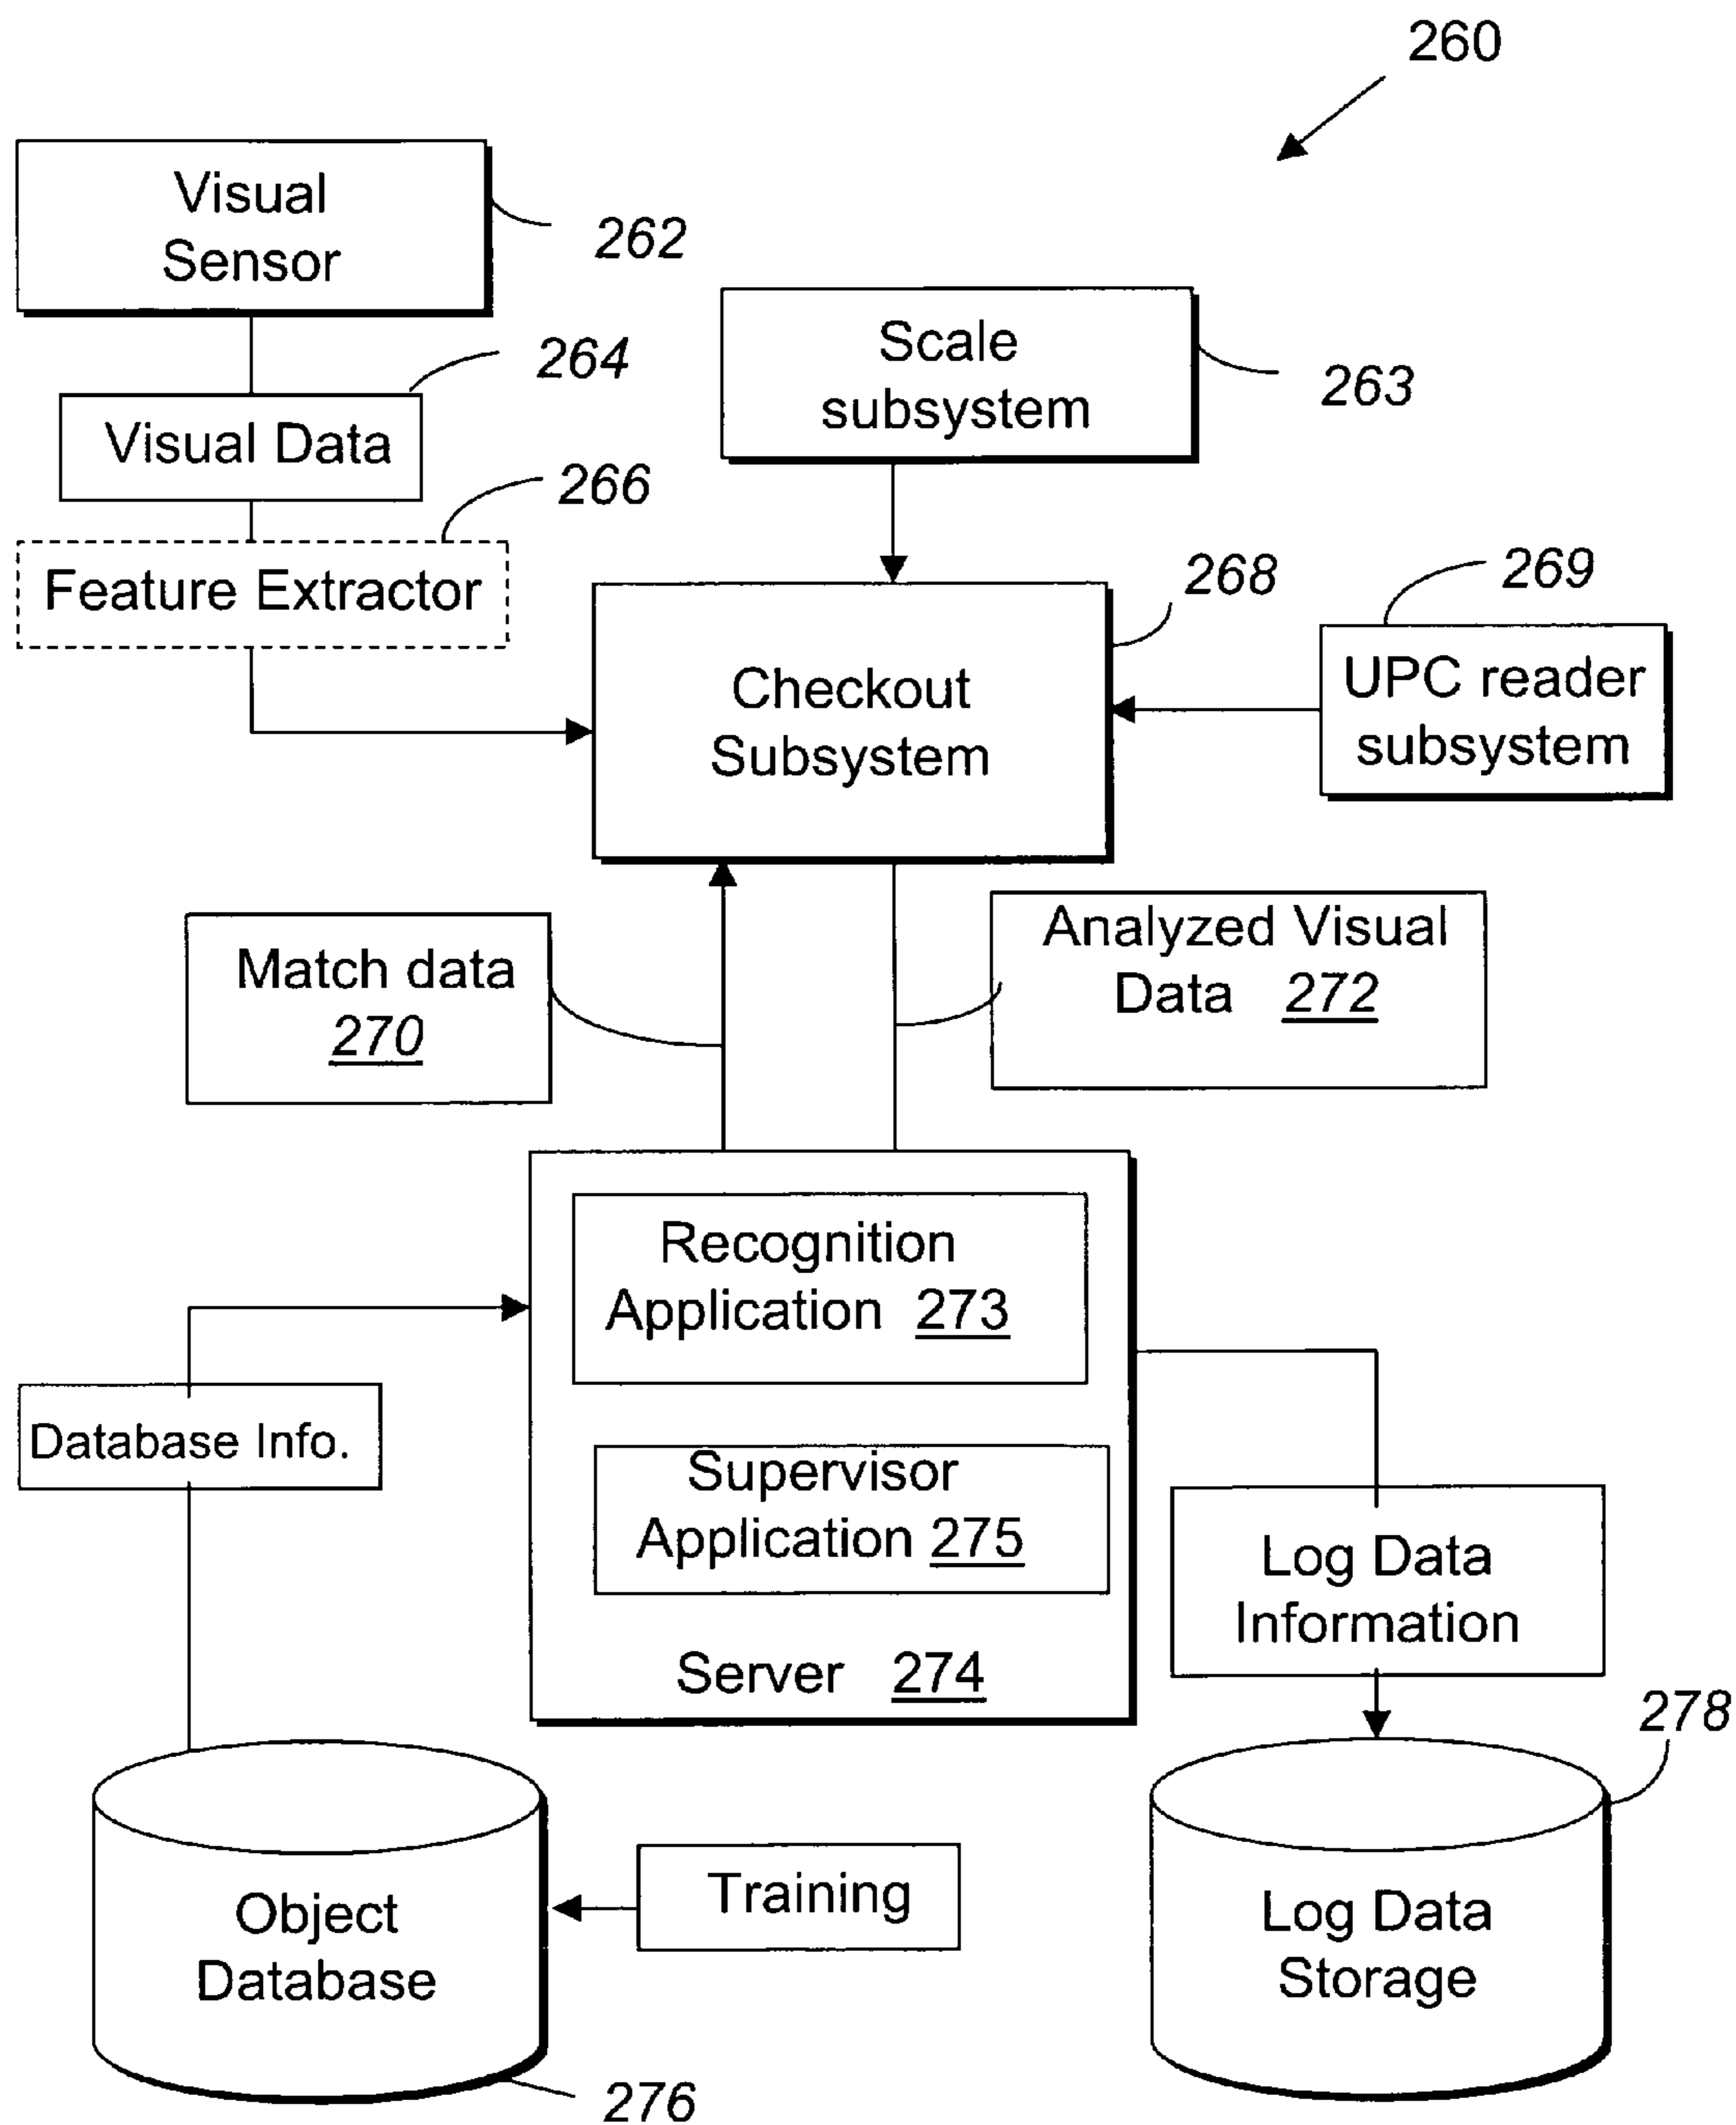 260
Visual
Sensor
262
264
Scale
subsystem
263
Visual Data
266
Feature Extractor
268
269
Checkout
Subsystem
UPC reader
subsystem
Match data
270
Analyzed Visual
Data 272
Recognition
Application 273
Database Info.
Supervisor
Application 275
Log Data
Information
Server 274
278
Object
Database
Training
Log Data
Storage
276